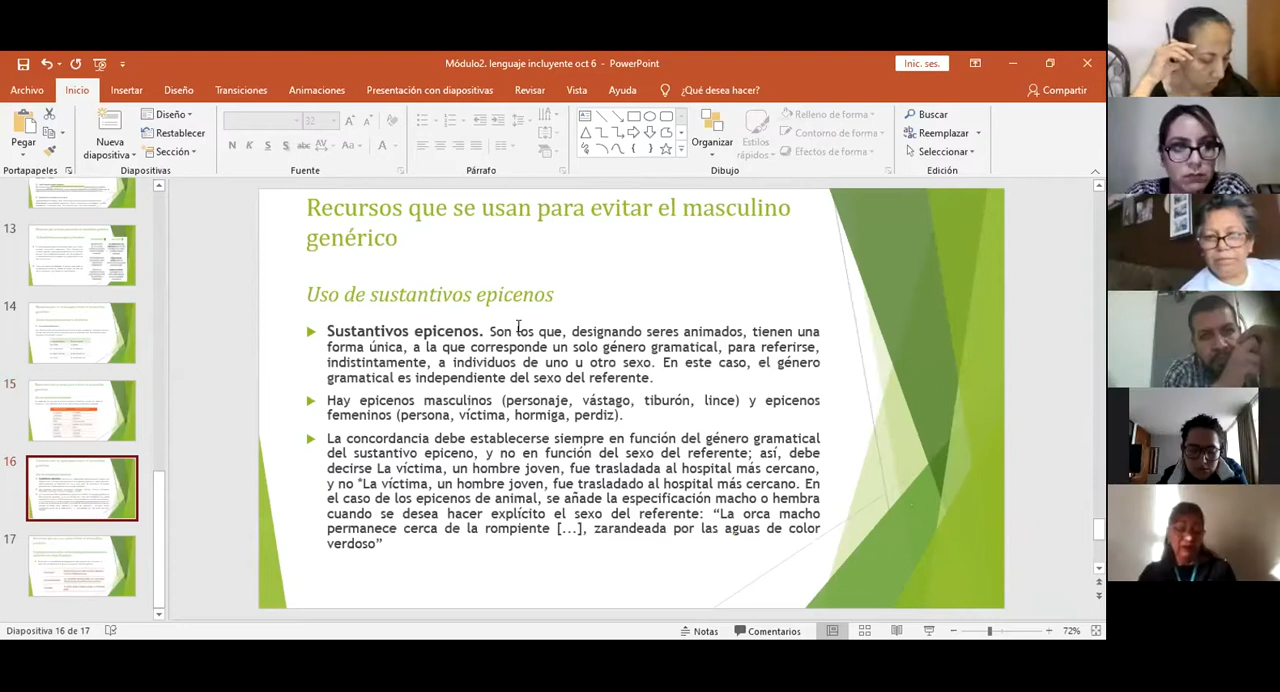 Módulo2. lenguaje incluyente oct 6 - PowerPoint
Inic. ses.
Archivo Inicio Insertar Diseño Transiciones Animaciones Presentación con diapositivas Revisar Vista Ayuda ¿Qué desea hacer? Compartir
Pegar
Nueva diapositiva
Diseño
Restablecer
Sección
32
N K S S abc AV Aa A
Organizar
Estilos rápidos
Relleno de forma
Contorno de forma
Efectos de forma
Buscar
Reemplazar
Seleccionar
Portapapeles Diapositivas Fuente Párrafo Dibujo Edición
13
14
15
16
17
Recursos que se usan para evitar el masculino
genérico
Uso de sustantivos epicenos
Sustantivos epicenos son los que, designando seres animados, tienen una
forma única, a la que corresponde un solo género gramatical, para referirse,
indistintamente, a individuos de uno u otro sexo. En este caso, el género
gramatical es independiente del sexo del referente.
Hay epicenos masculinos (personaje, vástago, tiburón, lince) y epicenos
femeninos (persona, víctima, hormiga, perdiz).
La concordancia debe establecerse siempre en función del género gramatical
del sustantivo epiceno, y no en función del sexo del referente; así, debe
decirse La víctima, un hombre joven, fue trasladada al hospital más cercano,
y no “La víctima, un hombre joven, fue trasladado al hospital más cercano. En
el caso de los epicenos de animal, se añade la especificación macho o hembra
cuando se desea hacer explícito el sexo del referente: “La orca macho
permanece cerca de la rompiente [...], zarandeada por las aguas de color
verdoso”
Diapositiva 16 de 17
Notas
Comentarios
72%